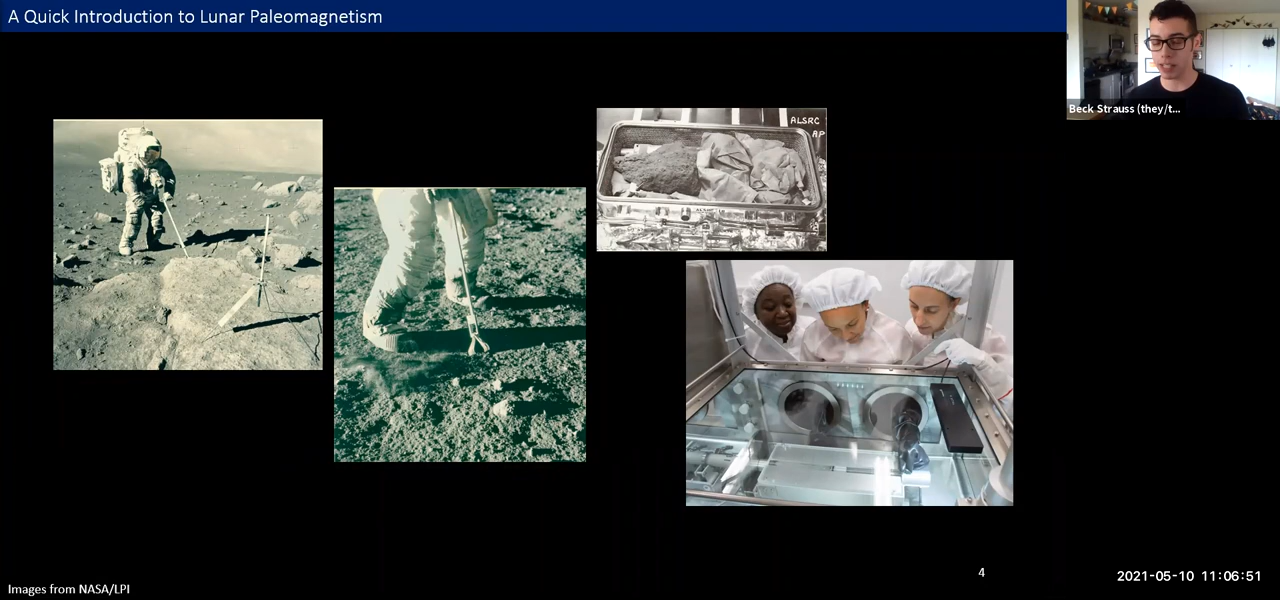 A Quick Introduction to Lunar Paleomagnetism
Beck Strauss (they/t...
ALSRC
AP
4
2021-05-10 11:06:51
Images from NASA/LPI